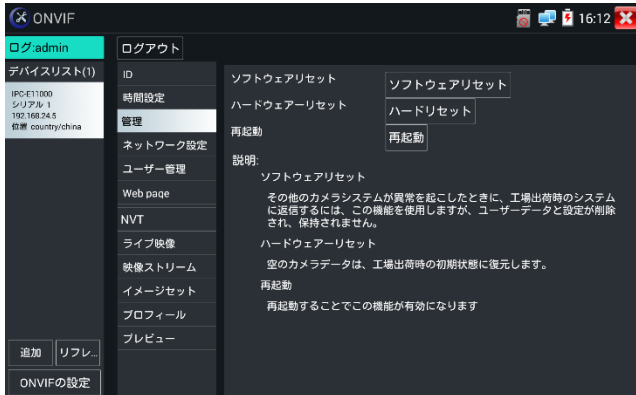 ONVIF
16:12
ログ:admin
ログアウト
デバイスリスト(1)
IPC-E11000
シリアル 1
192.168.24.5
位置 country/china
追加
リフレ...
ONVIFの設定
ID
時間設定
管理
ネットワーク設定
ユーザー管理
Web page
NVT
ライブ映像
映像ストリーム
イメージセット
プロフィール
プレビュー
ソフトウェアリセット
ソフトウェアリセット
ハードウェアーリセット
ハードリセット
再起動
再起動
説明:
ソフトウェアリセット
その他のカメラシステムが異常を起こしたときに、工場出荷時のシステム
に返信するには、この機能を使用しますが、ユーザーデータと設定が削除
され、保持されません。
ハードウェアーリセット
空のカメラデータは、工場出荷時の初期状態に復元します。
再起動
再起動することでこの機能が有効になります